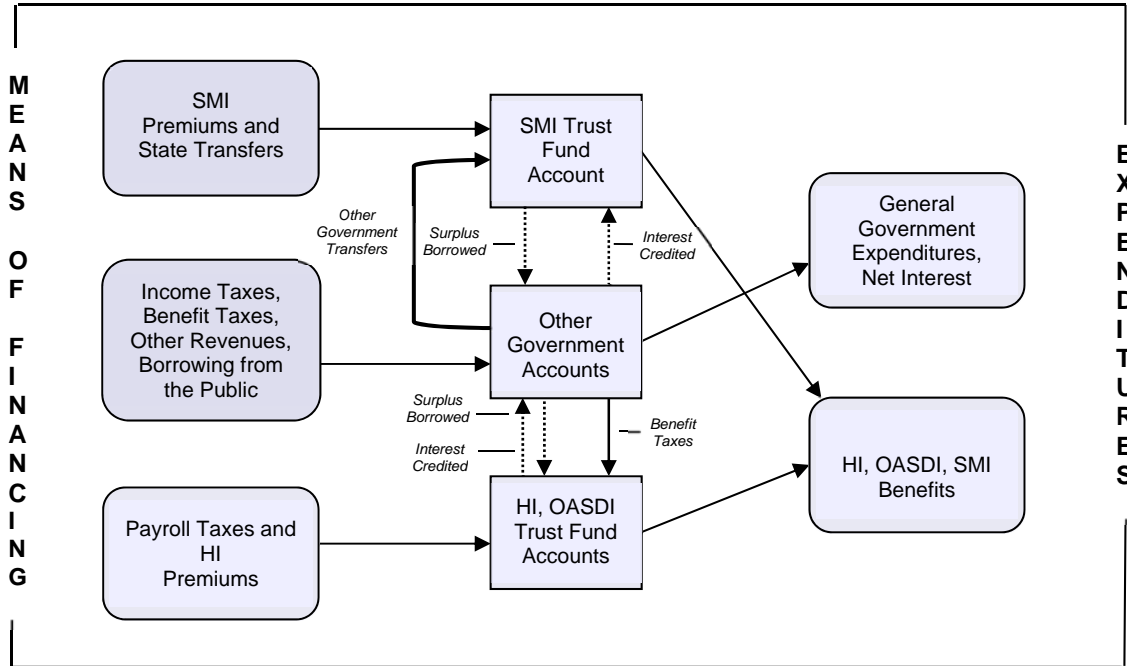 MEANS OF FINANCING
SMI
Premiums and
State Transfers
Income Taxes,
Benefit Taxes,
Other Revenues,
Borrowing from
the Public
Payroll Taxes and
HI
Premiums
Other
Government
Transfers
SMI Trust
Fund
Account
Surplus
Borrowed
Interest
Credited
Other
Government
Accounts
Surplus
Borrowed
Interest
Credited
Benefit
Taxes
HI, OASDI
Trust Fund
Accounts
General
Government
Expenditures,
Net Interest
HI, OASDI, SMI
Benefits
EXPENDITURES